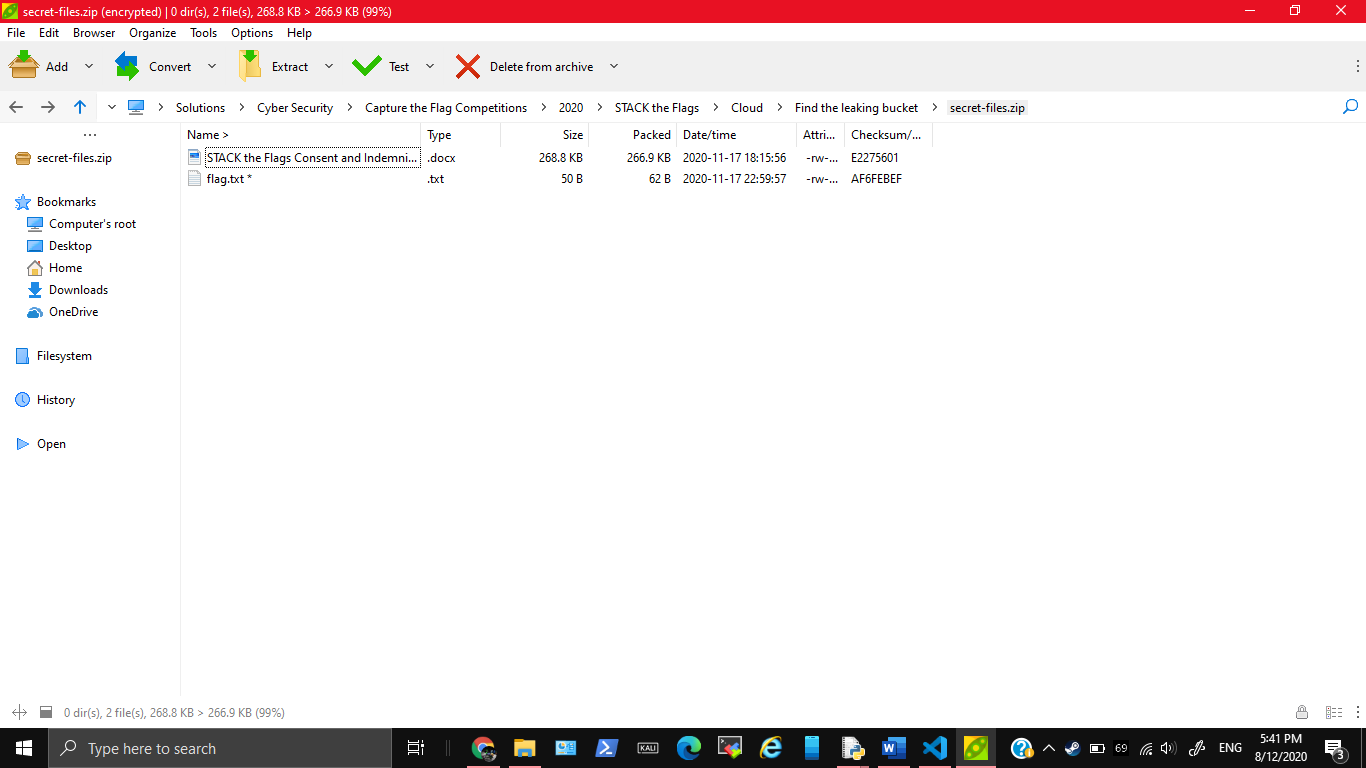 secret-files.zip (encrypted) | 0 dir(s), 2 file(s), 268.8 KB > 266.9 KB (99%)
File Edit Browser Organize Tools Options Help
Add Convert Extract Test Delete from archive
Solutions > Cyber Security > Capture the Flag Competitions > 2020 > STACK the Flags > Cloud > Find the leaking bucket > secret-files.zip
...
Name > Type Size Packed Date/time Attri... Checksum/...
secret-files.zip
STACK the Flags Consent and Indemni... .docx 268.8 KB 266.9 KB 2020-11-17 18:15:56 -rw-... E2275601
flag.txt * .txt 50 B 62 B 2020-11-17 22:59:57 -rw-... AF6FEBEF
Bookmarks
Computer's root
Desktop
Home
Downloads
OneDrive
Filesystem
History
Open
0 dir(s), 2 file(s), 268.8 KB > 266.9 KB (99%)
Type here to search
KALI
69
ENG
5:41 PM
8/12/2020
3